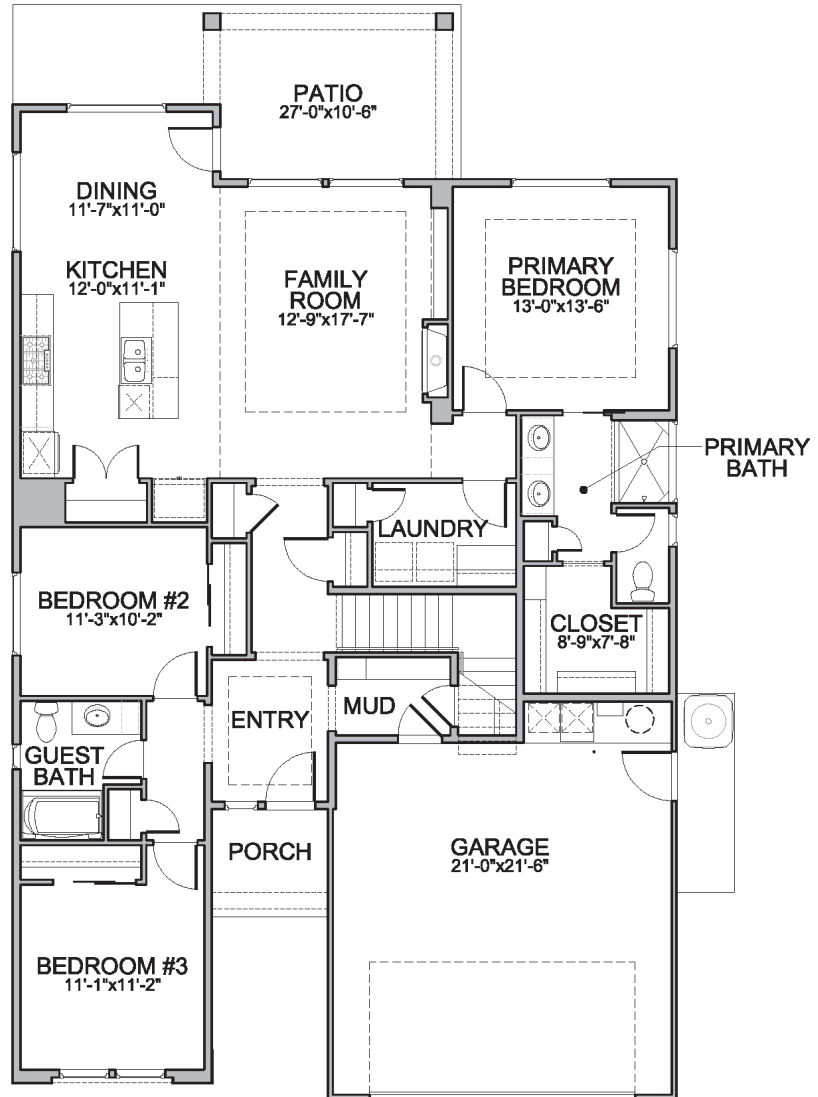 PATIO
27'-0"x10'-6"
DINING
11'-7"x11'-0"
KITCHEN
12'-0"x11'-1"
FAMILY
ROOM
12'-9"x17'-7"
PRIMARY
BEDROOM
13'-0"x13'-6"
PRIMARY
BATH
LAUNDRY
BEDROOM #2
11'-3"x10'-2"
CLOSET
8'-9"x7'-8"
MUD
ENTRY
GUEST
BATH
PORCH
GARAGE
21'-0"x21'-6"
BEDROOM #3
11'-1"x11'-2"